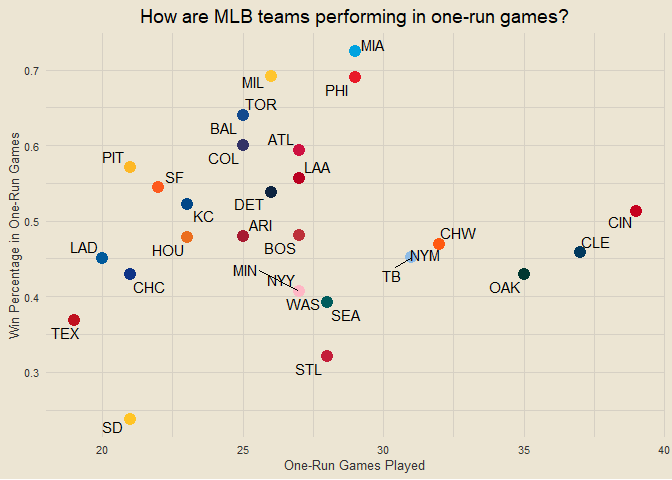 How are MLB teams performing in one-run games?
MIA
0.7
MIL
PHI
TOR
BAL
ATL
0.6
COL
PIT
LAA
SF
DET
KC
ARI
CIN
0.5
CHW
HOU
BOS
CLE
LAD
NYM
MIN
TB
NYY
CHC
OAK
0.4
WAS
SEA
TEX
STL
0.3
SD
20
25
30
35
40
One-Run Games Played
Win Percentage in One-Run Games